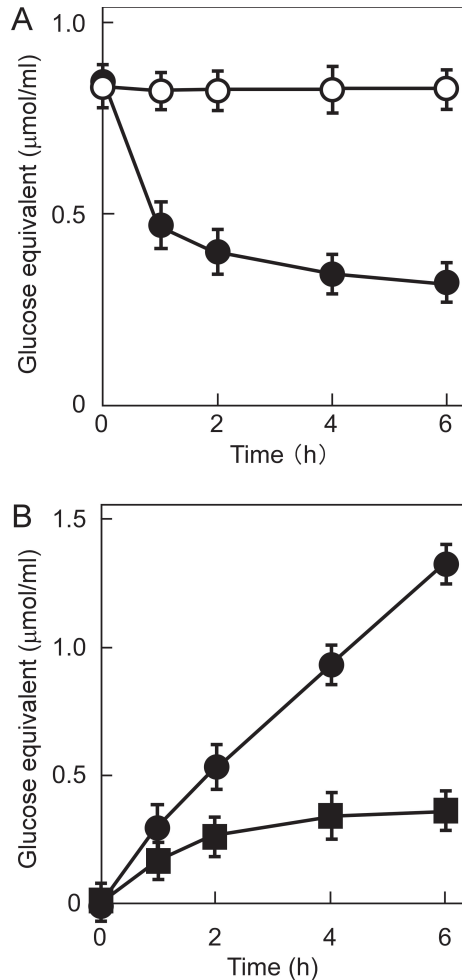 A
Glucose equivalent (μmol/ml)
1.0
0.5
0
0 2 4 6
Time（h）
B
Glucose equivalent (μmol/ml)
1.5
1.0
0.5
0
0 2 4 6
Time (h)